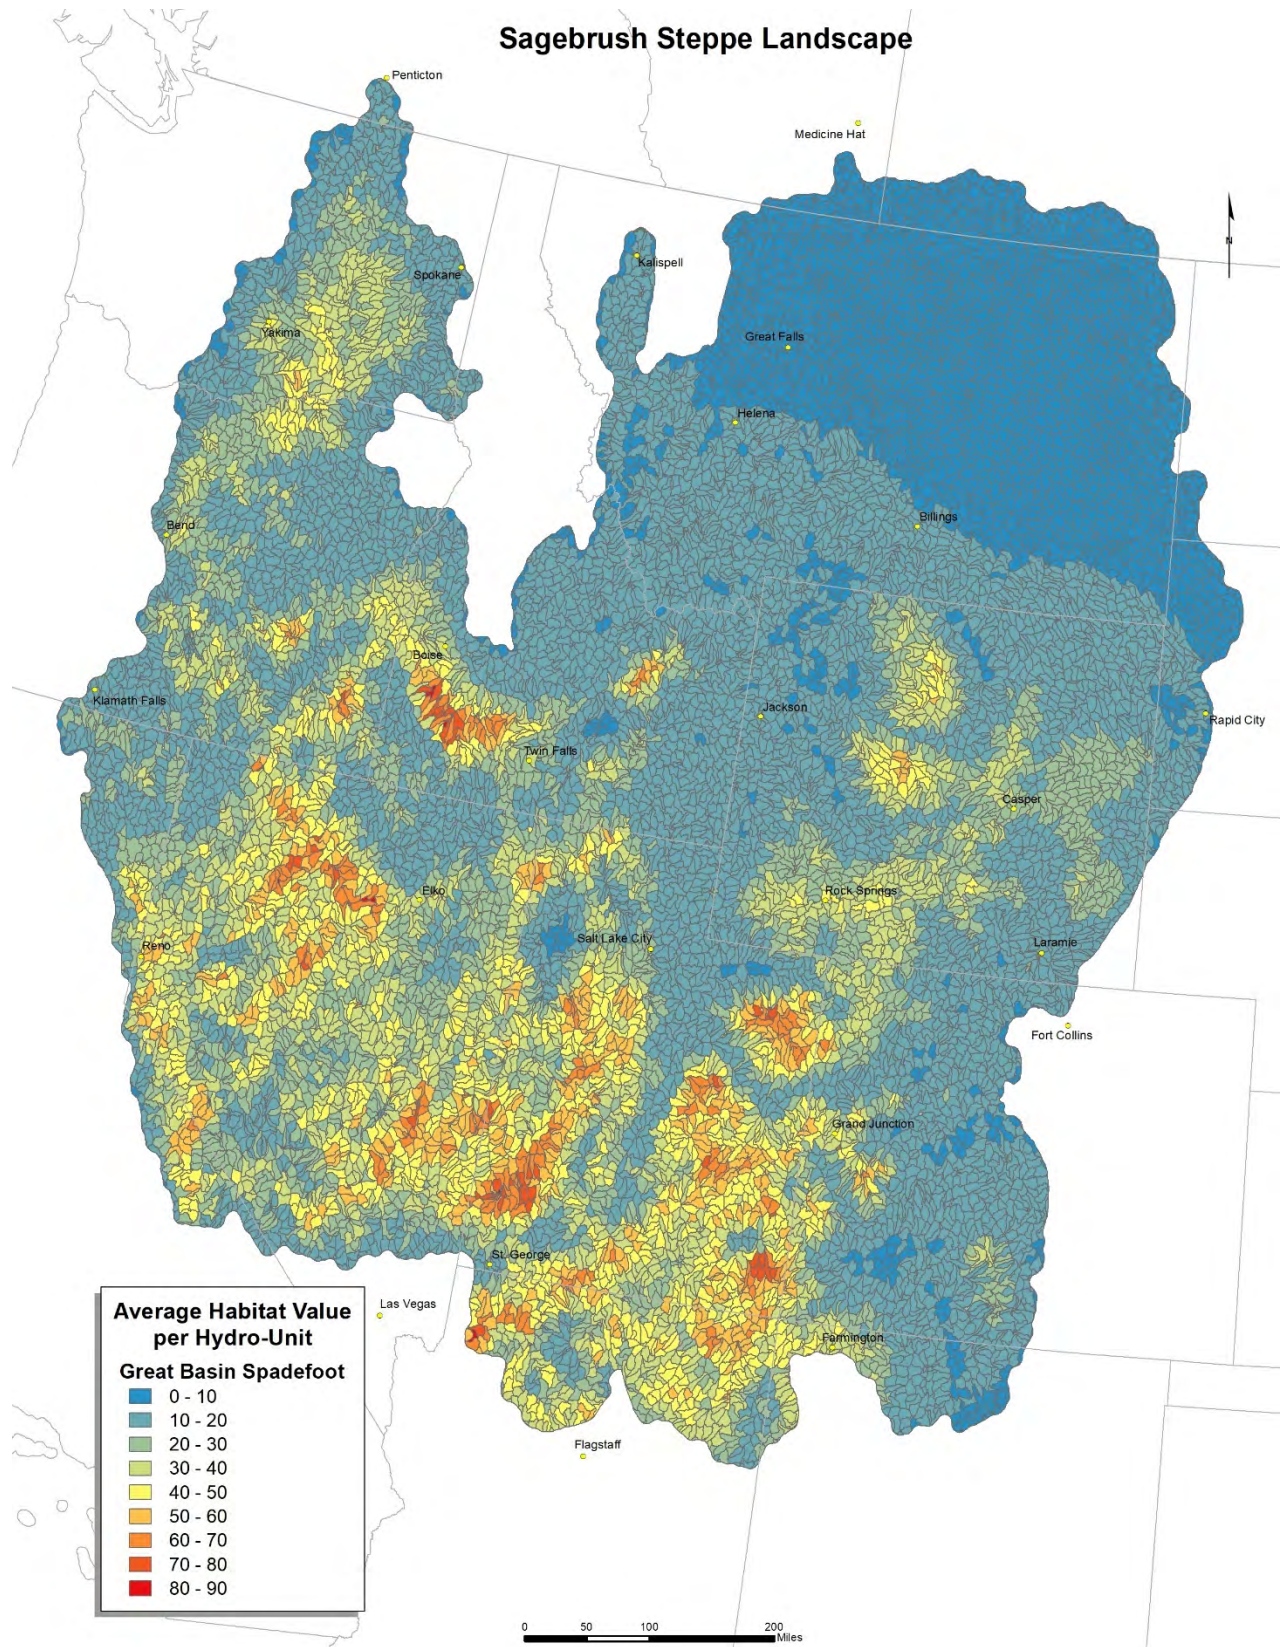 Sagebrush Steppe Landscape
Penticton
Medicine Hat
N
Spokane
Kalispell
Yakima
Great Falls
Helena
Bend
Billings
Boise
Klamath Falls
Jackson
Rapid City
Twin Falls
Casper
Elko
Rock Springs
Reno
Salt Lake City
Laramie
Fort Collins
Grand Junction
St. George
Las Vegas
Farmington
Flagstaff
Average Habitat Value
per Hydro-Unit
Great Basin Spadefoot
0 - 10
10 - 20
20 - 30
30 - 40
40 - 50
50 - 60
60 - 70
70 - 80
80 - 90
0 50 100 200
Miles